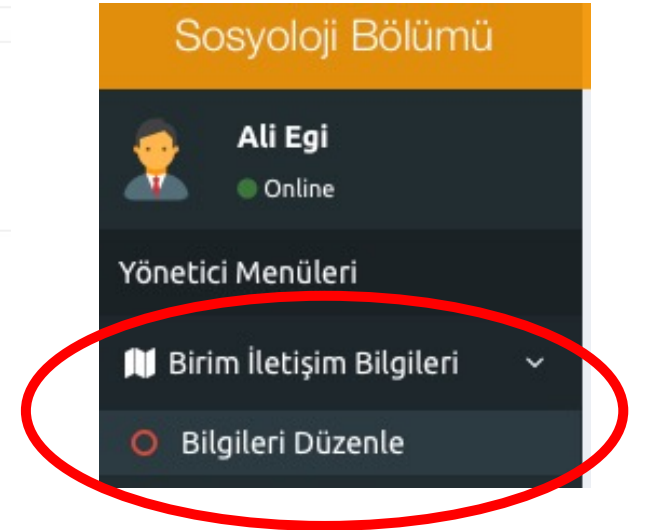 Sosyoloji Bölümü
Ali Egi
Online
Yönetici Menüleri
Birim İletişim Bilgileri
Bilgileri Düzenle